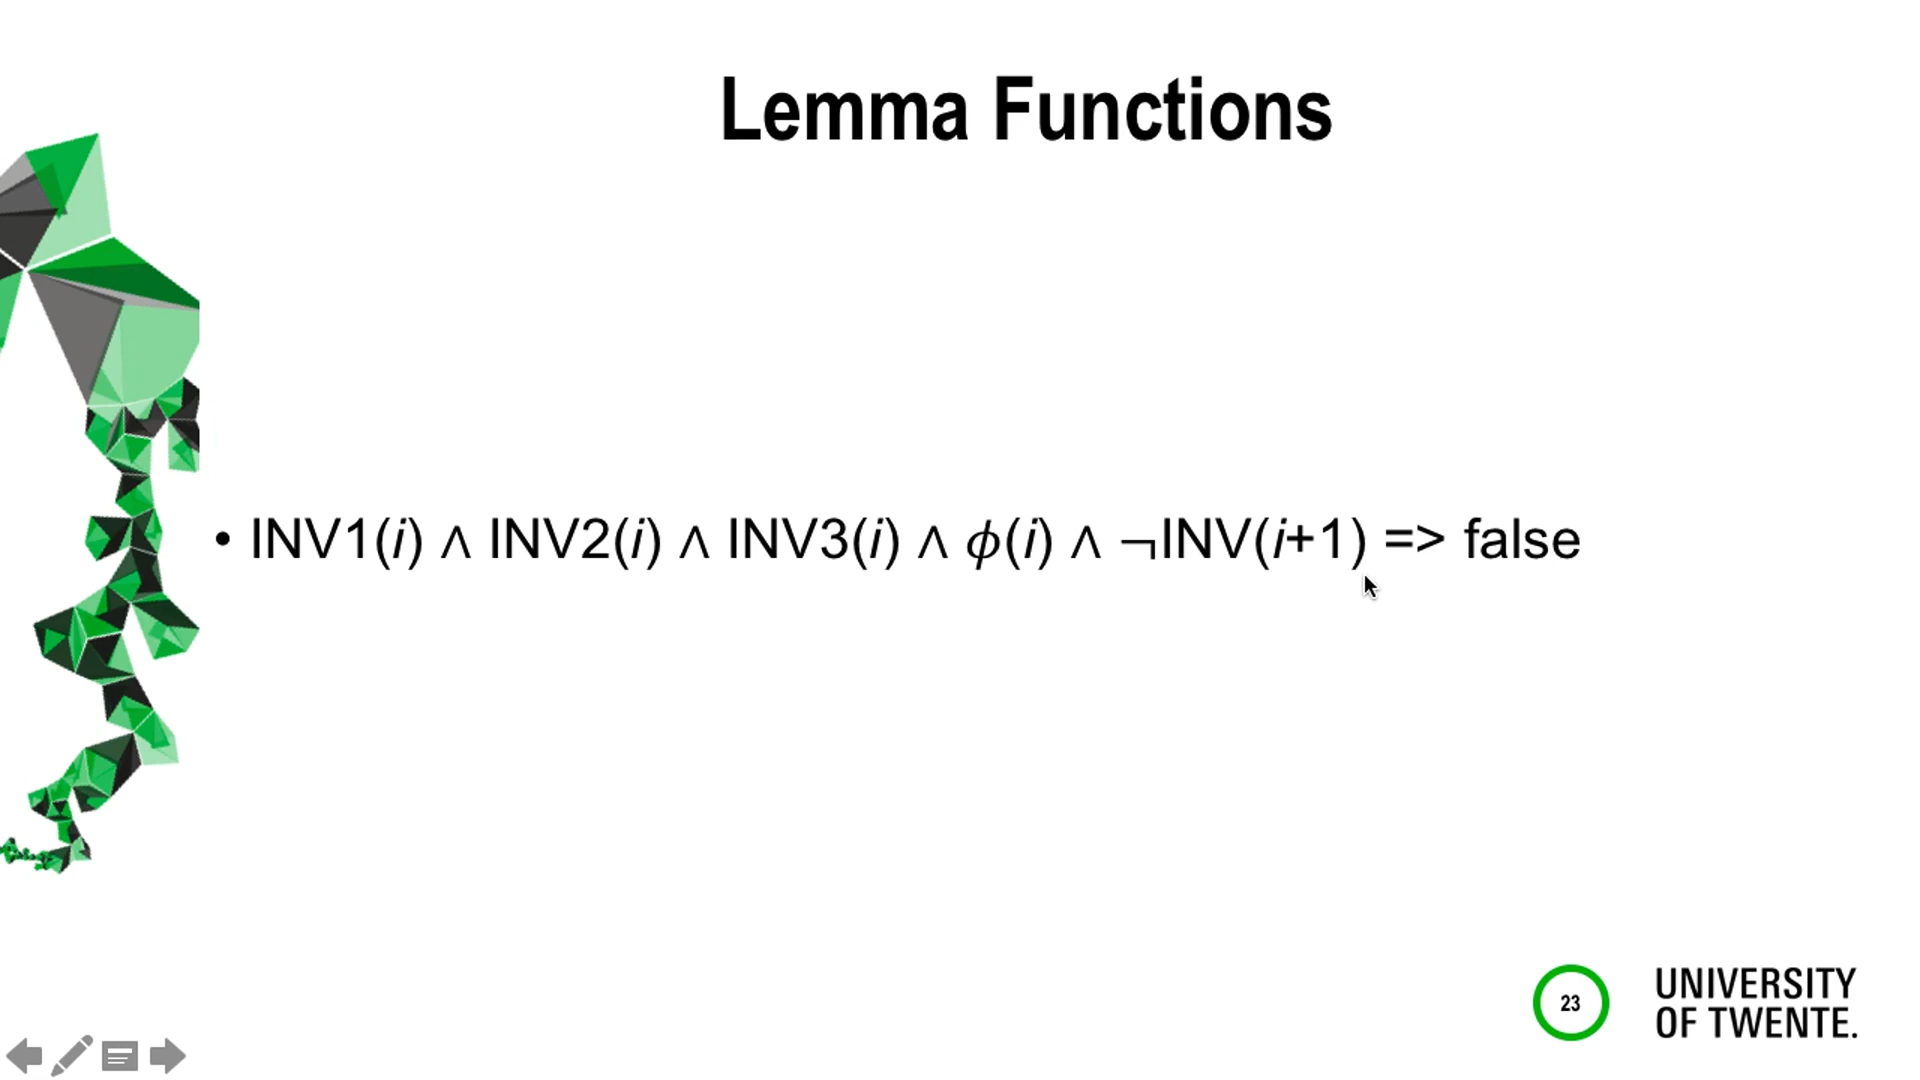 Lemma Functions
• INV1(i) ∧ INV2(i) ∧ INV3(i) ∧ ϕ(i) ∧ ¬INV(i+1) => false
23
UNIVERSITY
OF TWENTE.